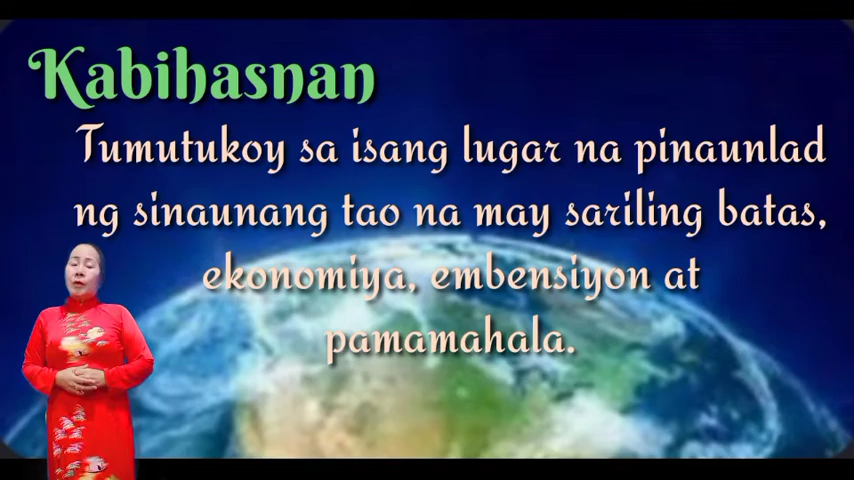 Kabihasnan
Tumutukoy sa isang lugar na pinaunlad
ng sinaunang tao na may sariling batas,
ekonomiya, embensiyon at
pamamahala.